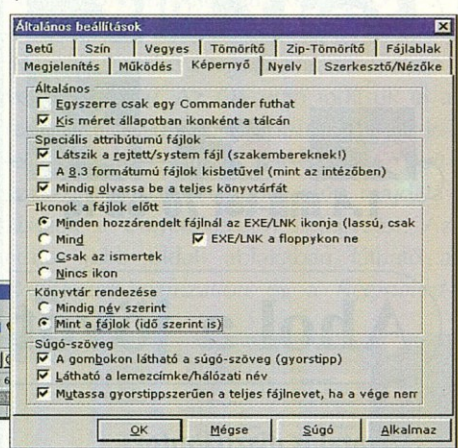 Általános beállítások
Betű Szín Vegyes Tömörítő Zip-Tömörítő Fájlablak
Megjelenítés Működés Képernyő Nyelv Szerkesztő/Nézőke
Általános
Egyszerre csak egy Commander futhat
Kis méret állapotban ikonként a tálcán
Speciális attribútumú fájlok
Látszik a rejtett/system fájl (szakembereknek!)
A 8.3 formátumú fájlok kisbetűvel (mint az intézőben)
Mindig olvassa be a teljes könyvtárfát
Ikonok a fájlok előtt
Minden hozzárendelt fájlnál az EXE/LNK ikonja (lassú, csak
Mind EXE/LNK a floppykon ne
Csak az ismertek
Nincs ikon
Könyvtár rendezése
Mindig név szerint
Mint a fájlok (idő szerint is)
Súgó-szöveg
A gombokon látható a súgó-szöveg (gyorstipp)
Látható a lemezcímke/hálózati név
Mutassa gyorstippszerűen a teljes fájlnevet, ha a vége nem
OK Mégse Súgó Alkalmaz